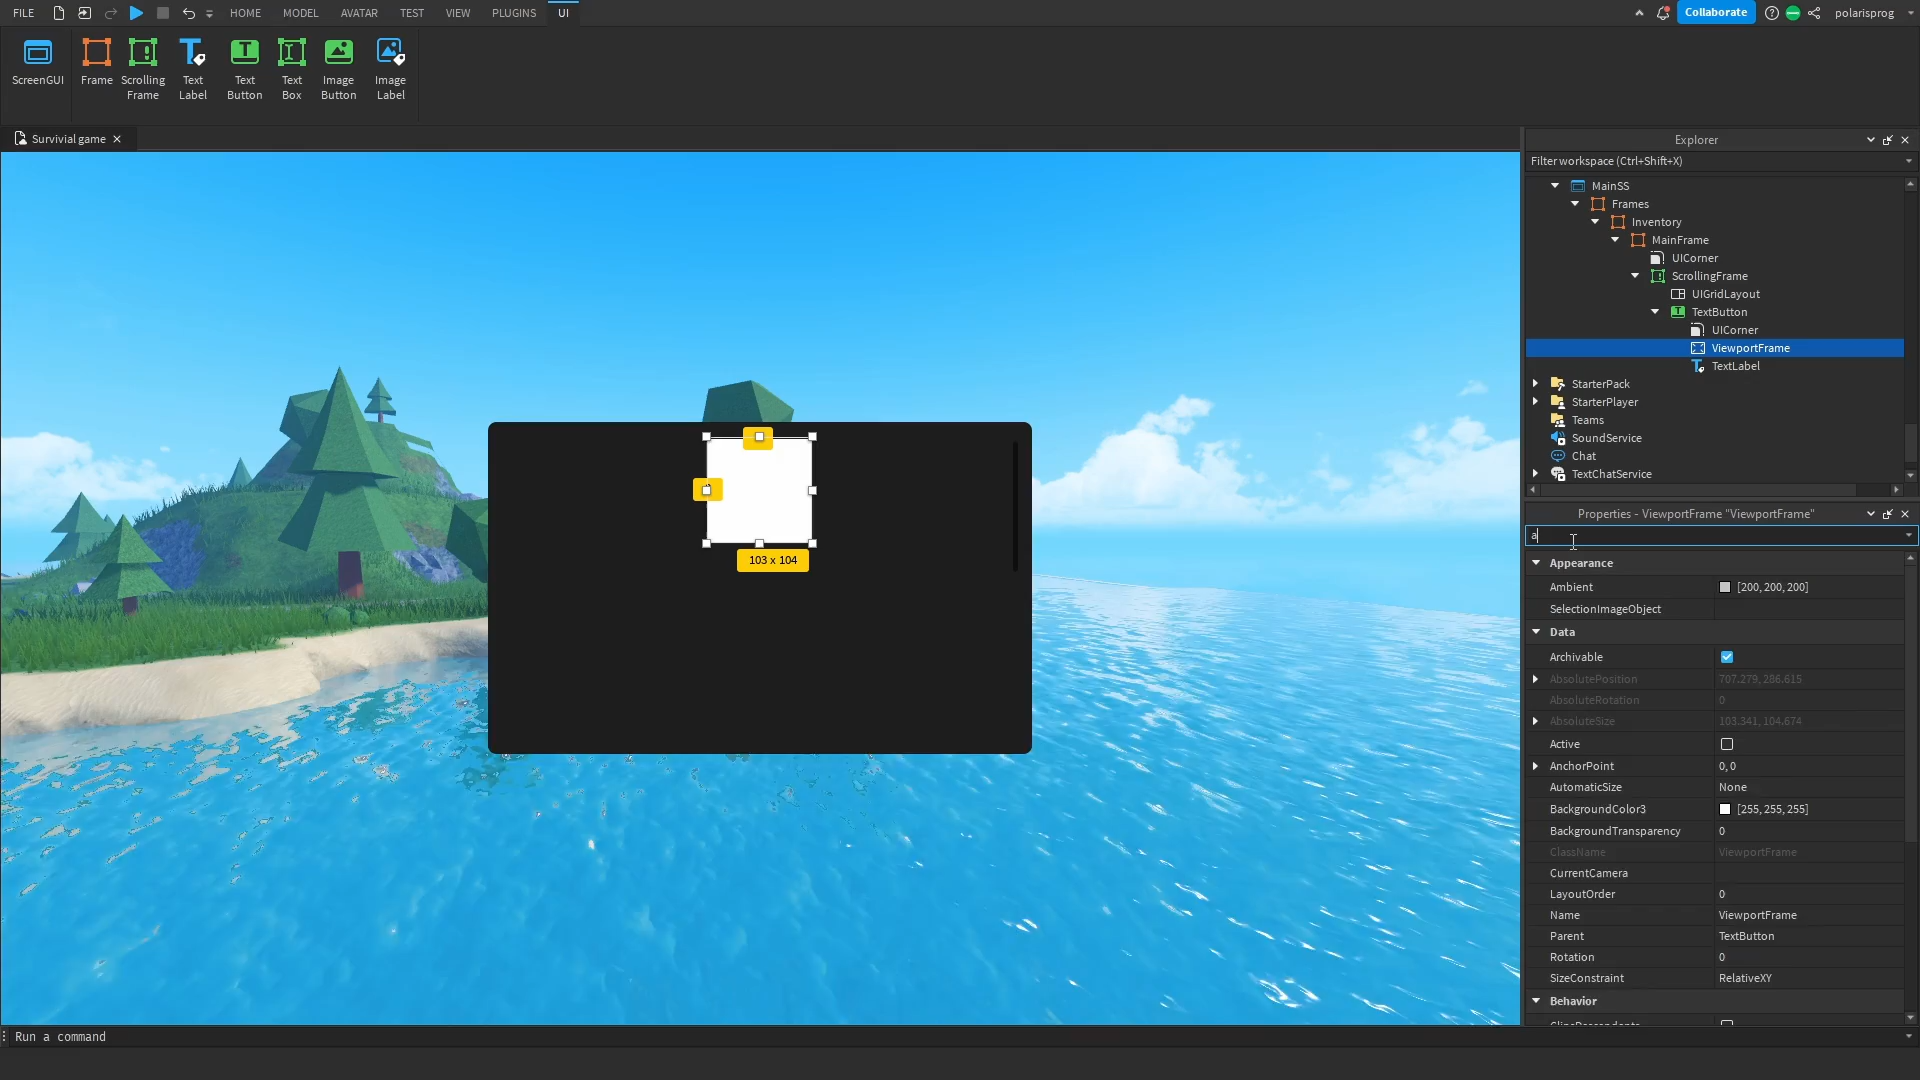 FILE
HOME
MODEL
AVATAR
TEST
VIEW
PLUGINS
UI
Collaborate
polarisprog
ScreenGUI
Frame
Scrolling
Frame
Text
Label
Text
Button
Text
Box
Image
Button
Image
Label
Survivial game
103 x 104
Explorer
Filter workspace (Ctrl+Shift+X)
MainSS
Frames
Inventory
MainFrame
UICorner
ScrollingFrame
UIGridLayout
TextButton
UICorner
ViewportFrame
TextLabel
StarterPack
StarterPlayer
Teams
SoundService
Chat
TextChatService
Properties - ViewportFrame "ViewportFrame"
a
Appearance
Ambient [200, 200, 200]
SelectionImageObject
Data
Archivable
AbsolutePosition 707.279, 286.615
AbsoluteRotation 0
AbsoluteSize 103.341, 104.674
Active
AnchorPoint 0, 0
AutomaticSize None
BackgroundColor3 [255, 255, 255]
BackgroundTransparency 0
ClassName ViewportFrame
CurrentCamera
LayoutOrder 0
Name ViewportFrame
Parent TextButton
Rotation 0
SizeConstraint RelativeXY
Behavior
Run a command